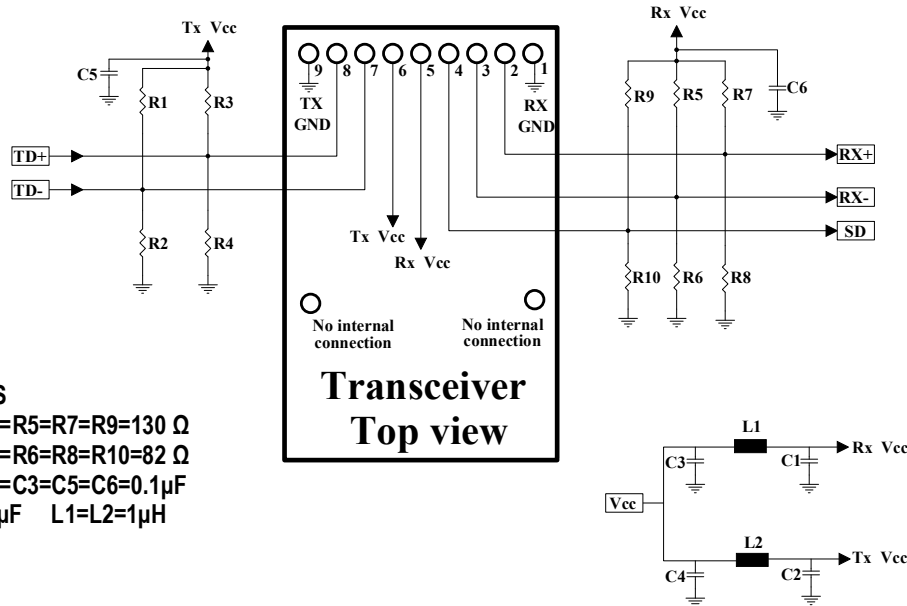 Tx Vcc
C5
R1
R3
TD+
TD-
R2
R4
9
8
7
6
5
4
3
2
1
TX
GND
RX
GND
Tx Vcc
Rx Vcc
No internal
connection
No internal
connection
Transceiver
Top view
Rx Vcc
R9
R5
R7
C6
RX+
RX-
SD
R10
R6
R8
S
=R5=R7=R9=130 Ω
=R6=R8=R10=82 Ω
=C3=C5=C6=0.1µF
µF L1=L2=1µH
Vcc
C3
L1
C1
Rx Vcc
C4
L2
C2
Tx Vcc